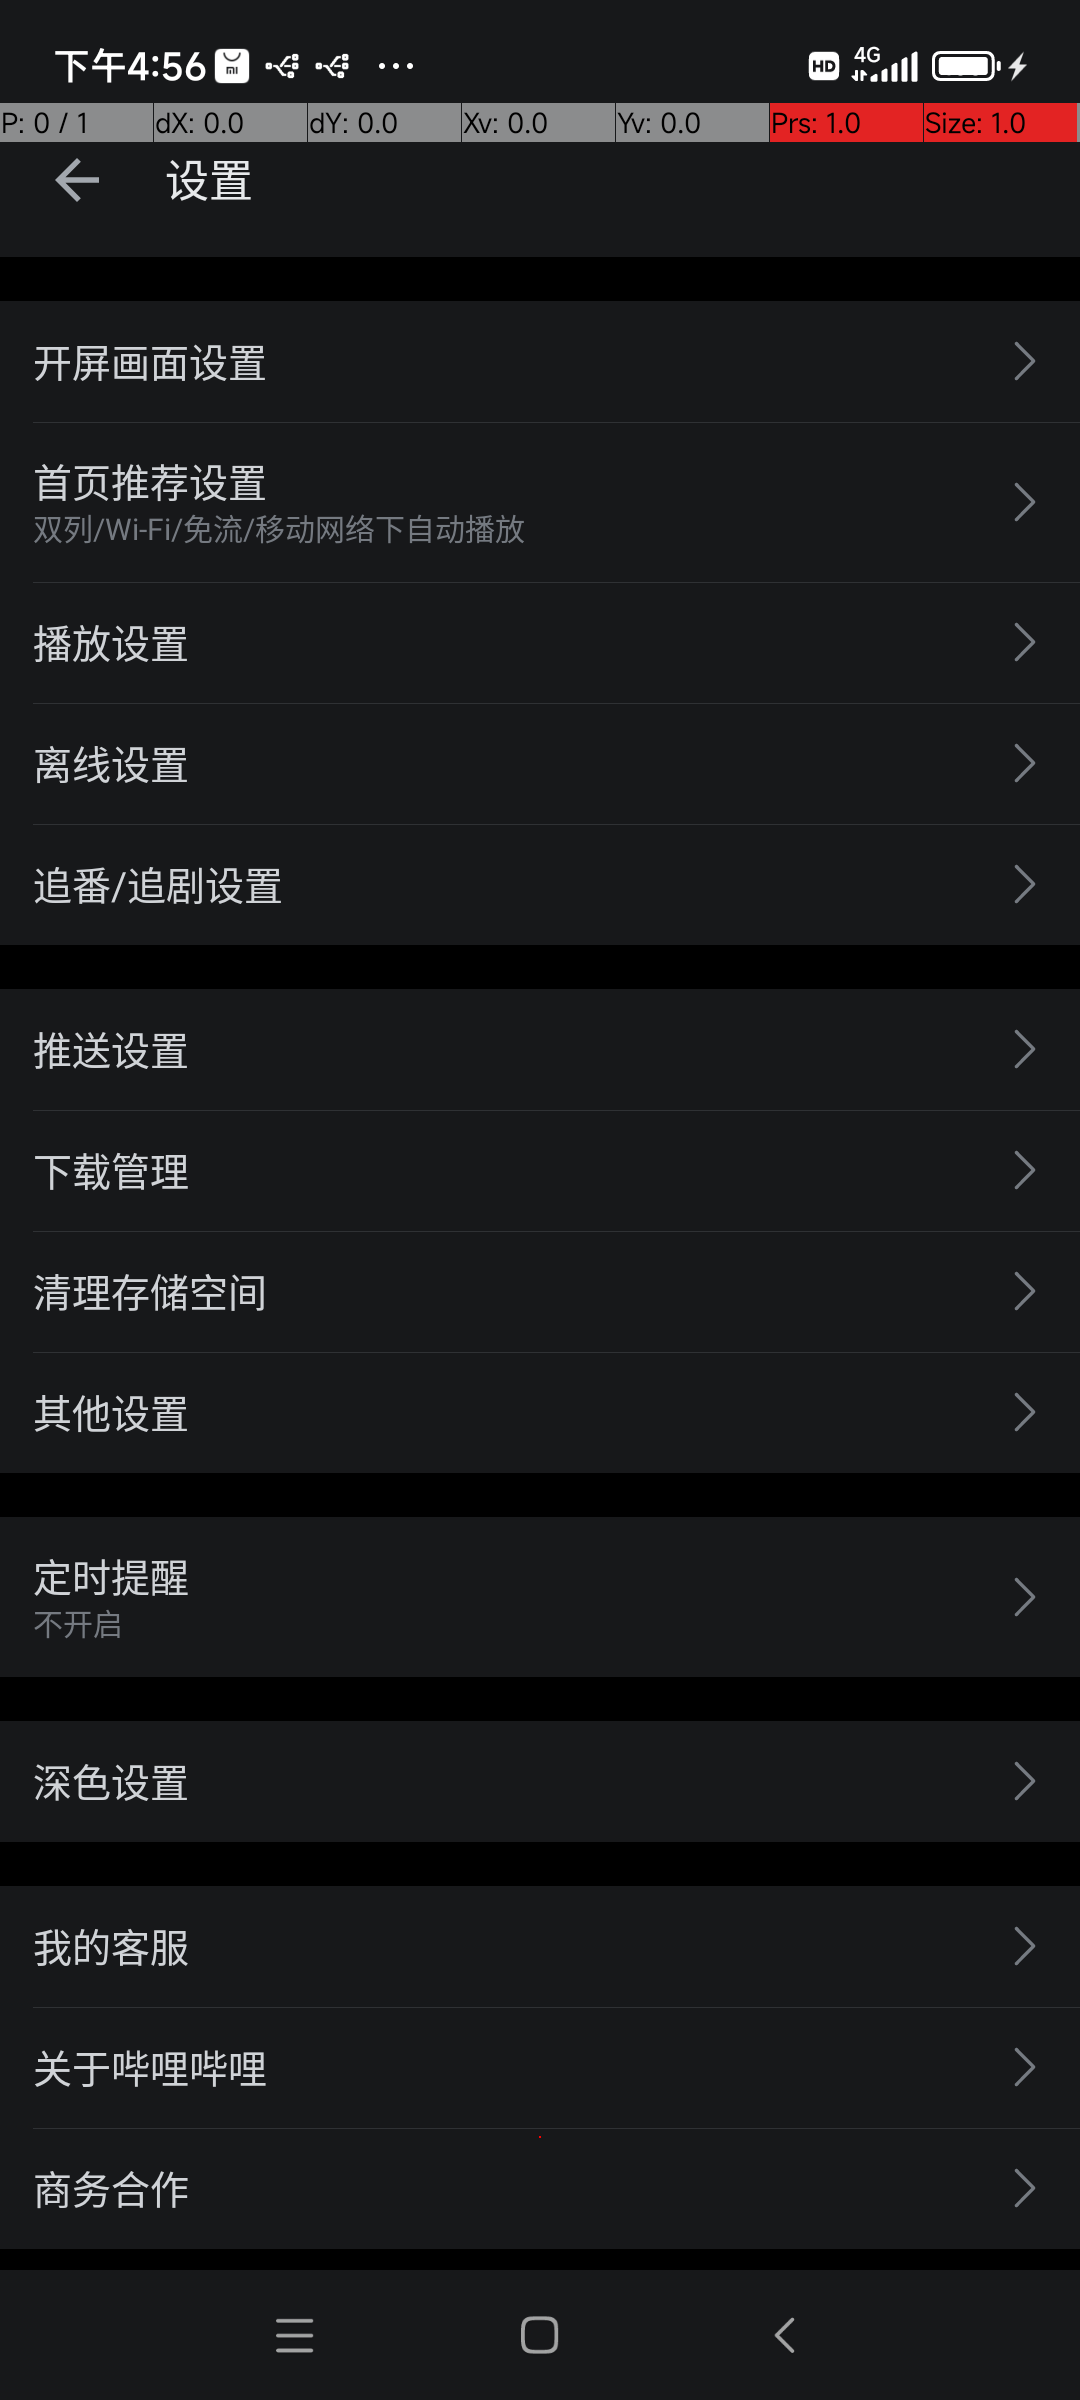 下午4:56
HD 4G
P: 0 / 1 dX: 0.0 dY: 0.0 Xv: 0.0 Yv: 0.0 Prs: 1.0 Size: 1.0
设置
开屏画面设置
首页推荐设置
双列/Wi-Fi/免流/移动网络下自动播放
播放设置
离线设置
追番/追剧设置
推送设置
下载管理
清理存储空间
其他设置
定时提醒
不开启
深色设置
我的客服
关于哔哩哔哩
商务合作